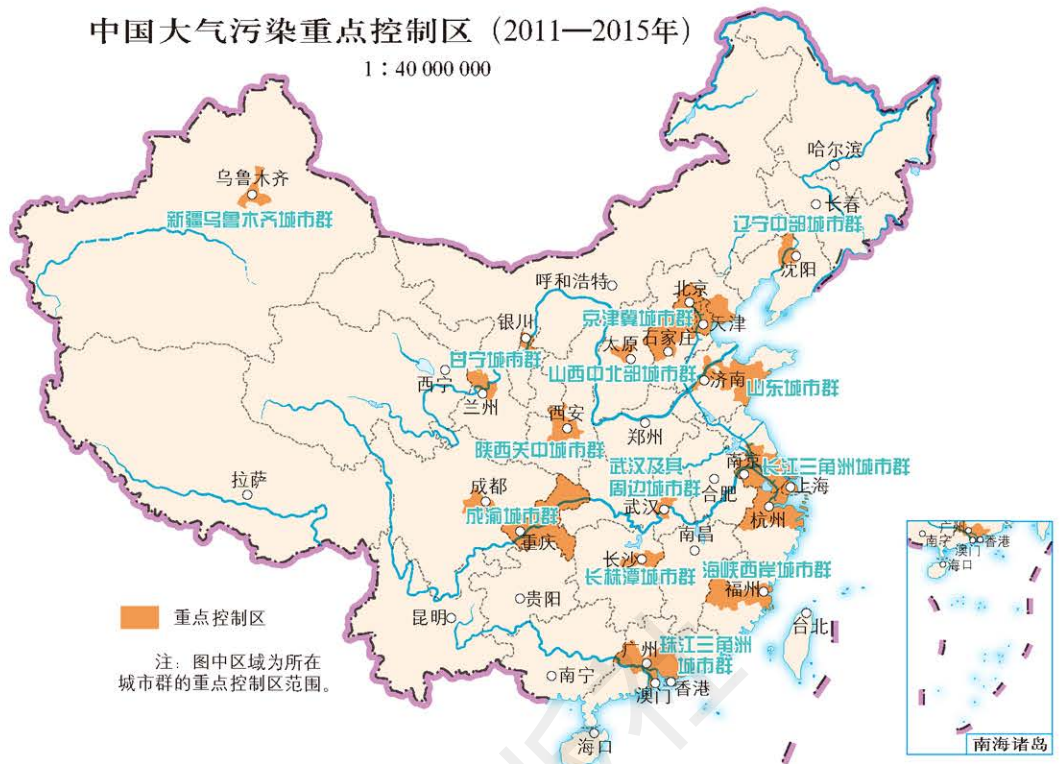 中国大气污染重点控制区（2011—2015年）
1：40 000 000
哈尔滨
乌鲁木齐
长春
新疆乌鲁木齐城市群
辽宁中部城市群
沈阳
呼和浩特
北京
银川
京津冀城市群
天津
太原
石家庄
甘宁城市群
山西中北部城市群
西宁
济南
山东城市群
兰州
西安
郑州
陕西关中城市群
武汉及其
周边城市群
南京
长江三角洲城市群
拉萨
成都
合肥
上海
成渝城市群
武汉
杭州
重庆
南昌
长沙
长株潭城市群
海峡西岸城市群
福州
贵阳
昆明
台北
重点控制区
广州
珠江三角洲
城市群
注：图中区域为所在
城市群的重点控制区范围。
南宁
澳门
香港
海口
广州
南宁
澳门
香港
海口
南海诸岛